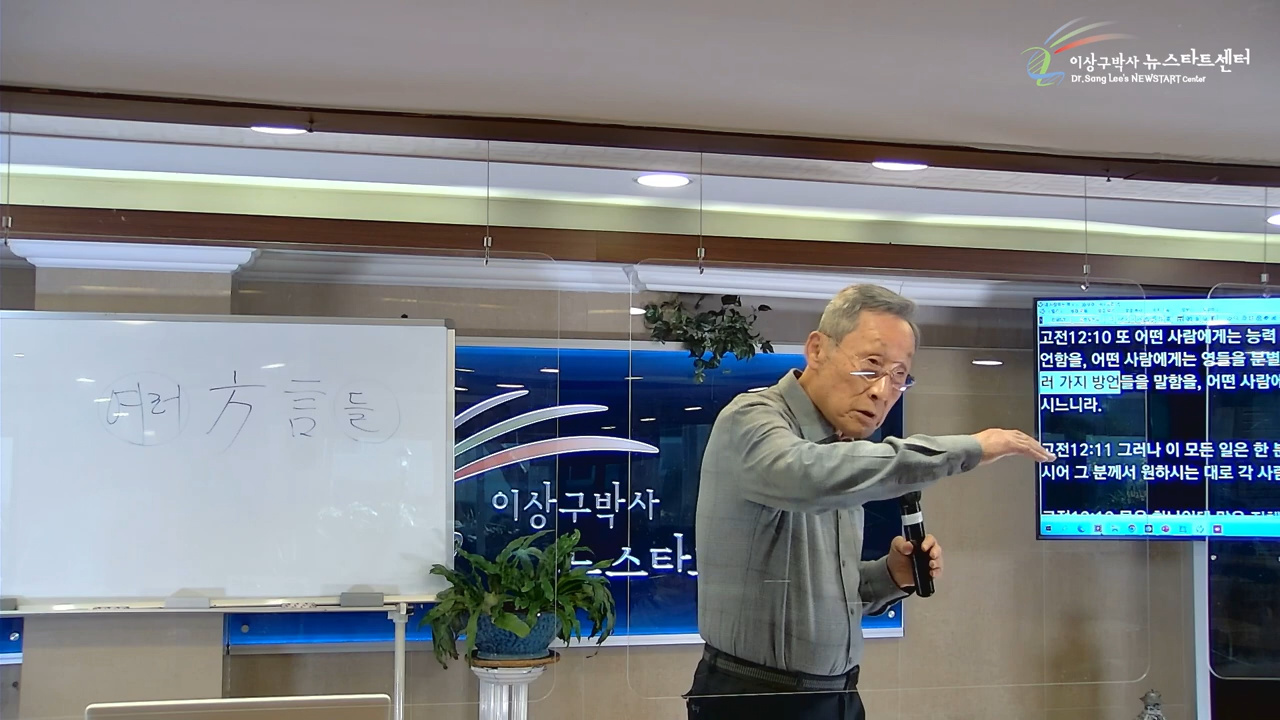 이상구박사 뉴스타트센터
Dr. Sang Lee's NEWSTART Center
여러 方言들
이상구박사
뉴스타
고전12:10 또 어떤 사람에게는 능력
언함을, 어떤 사람에게는 영들을 분별
러 가지 방언들을 말함을, 어떤 사람에
시느니라.
고전12:11 그러나 이 모든 일은 한 분
시어 그 분께서 원하시는 대로 각 사람